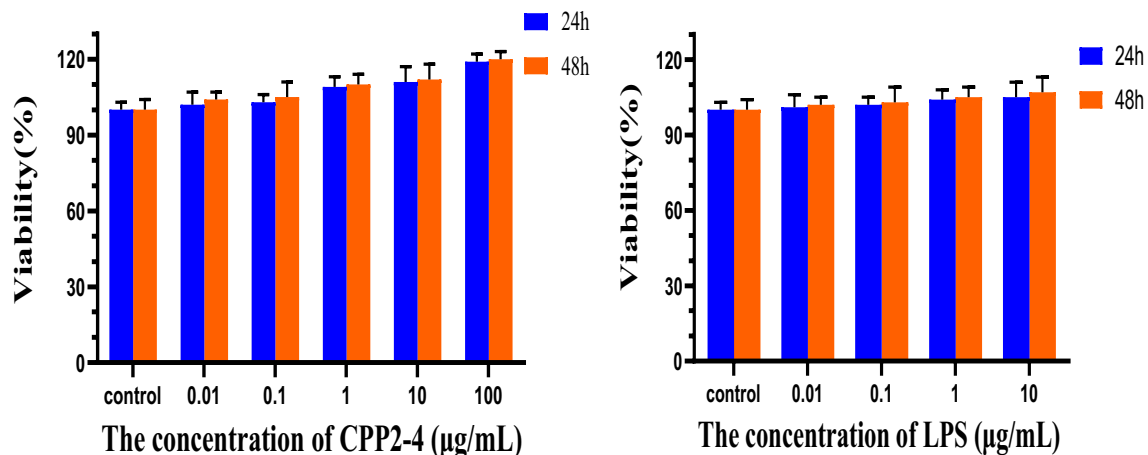 24h
48h
Viability(%)
120
90
60
30
0
control 0.01 0.1 1 10 100
The concentration of CPP2-4 (μg/mL)
24h
48h
Viability(%)
120
90
60
30
0
control 0.01 0.1 1 10
The concentration of LPS (μg/mL)